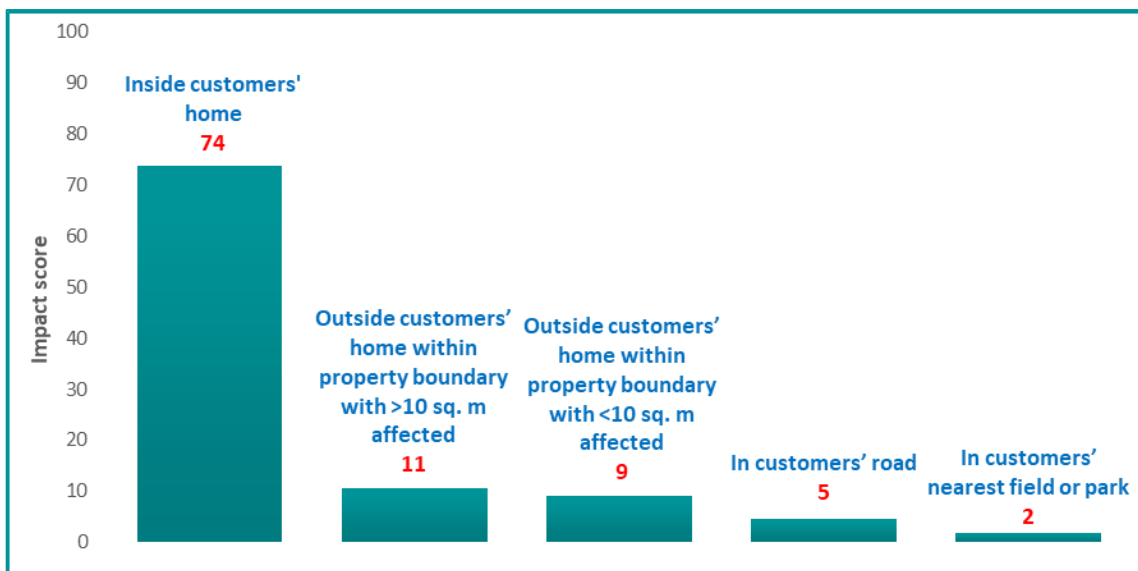 100
90
80
70
60
50
40
30
20
10
0
Impact score
Inside customers'
home
74
Outside customers’
home within
property boundary
with >10 sq. m
affected
11
Outside customers’
home within
property boundary
with <10 sq. m
affected
9
In customers’ road
5
In customers’
nearest field or park
2